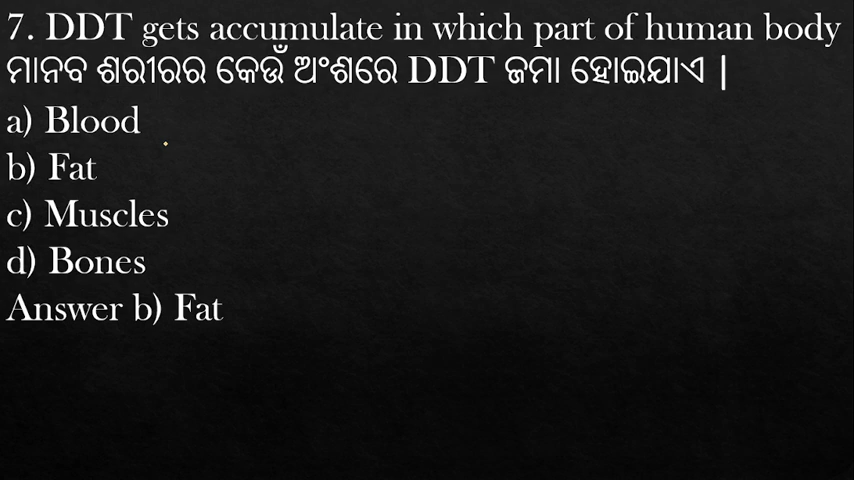 7. DDT gets accumulate in which part of human body
ମାନବ ଶରୀରର କେଉଁ ଅଂଶରେ DDT ଜମା ହୋଇଯାଏ |
a) Blood
b) Fat
c) Muscles
d) Bones
Answer b) Fat